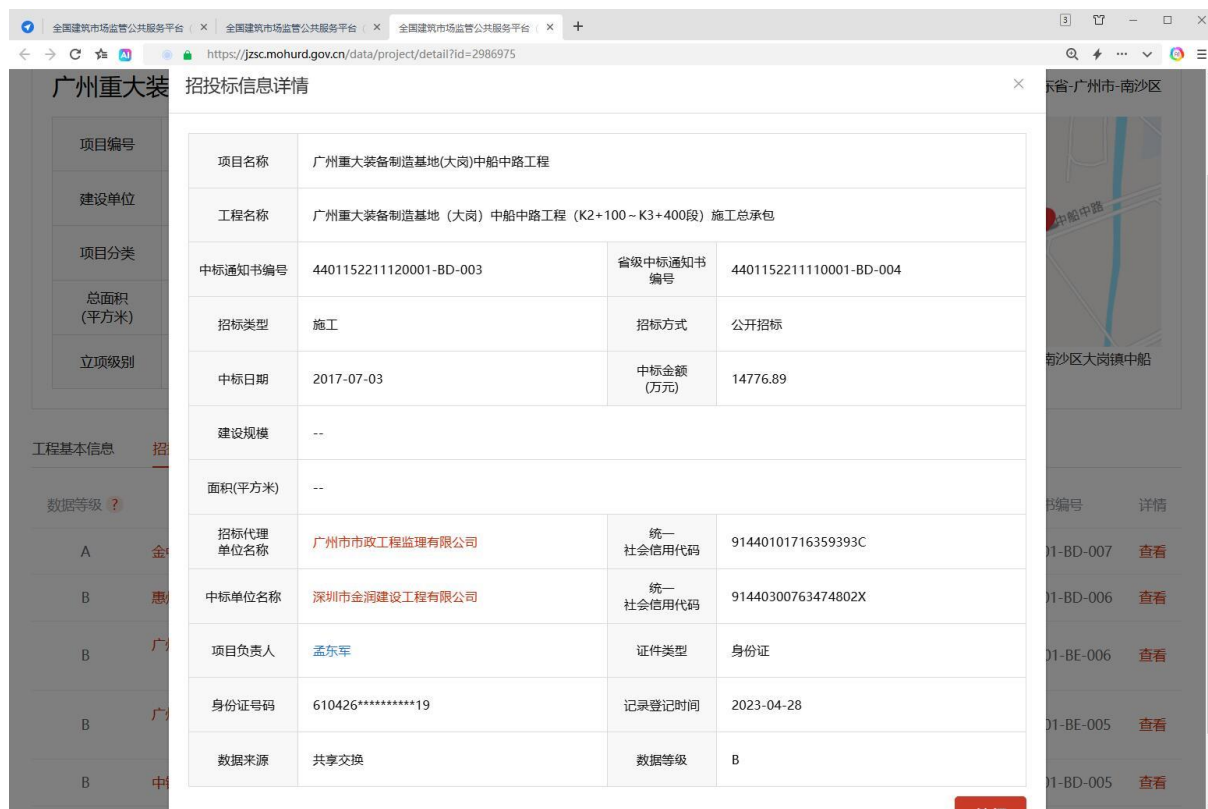 全国建筑市场监管公共服务平台
全国建筑市场监管公共服务平台
全国建筑市场监管公共服务平台
3
https://jzsc.mohurd.gov.cn/data/project/detail?id=2986975
广州重大装
招投标信息详情
东省-广州市-南沙区
项目编号
建设单位
项目分类
总面积
(平方米)
立项级别
中船中路
南沙区大岗镇中船
项目名称 广州重大装备制造基地(大岗)中船中路工程
工程名称 广州重大装备制造基地（大岗）中船中路工程（K2+100～K3+400段）施工总承包
中标通知书编号 4401152211120001-BD-003 省级中标通知书编号 4401152211110001-BD-004
招标类型 施工 招标方式 公开招标
中标日期 2017-07-03 中标金额(万元) 14776.89
建设规模 --
面积(平方米) --
招标代理单位名称 广州市市政工程监理有限公司 统一社会信用代码 91440101716359393C
中标单位名称 深圳市金润建设工程有限公司 统一社会信用代码 91440300763474802X
项目负责人 孟东军 证件类型 身份证
身份证号码 610426**********19 记录登记时间 2023-04-28
数据来源 共享交换 数据等级 B
工程基本信息 招
数据等级 ? 书编号 详情
A 金 01-BD-007 查看
B 惠 01-BD-006 查看
B 广 01-BE-006 查看
B 广 01-BE-005 查看
B 中 01-BD-005 查看